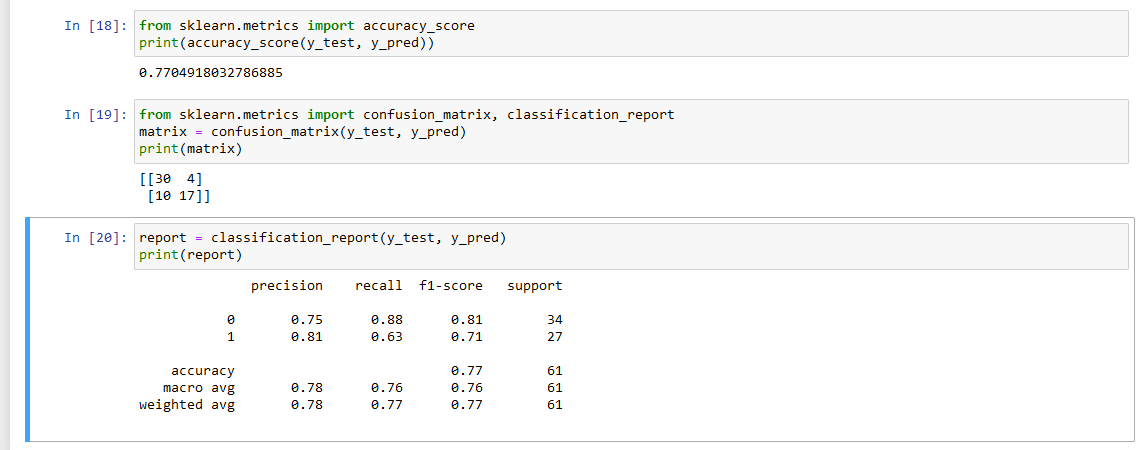 In [18]: from sklearn.metrics import accuracy_score
print(accuracy_score(y_test, y_pred))
0.7704918032786885
In [19]: from sklearn.metrics import confusion_matrix, classification_report
matrix = confusion_matrix(y_test, y_pred)
print(matrix)
[[30  4]
 [10 17]]
In [20]: report = classification_report(y_test, y_pred)
print(report)
              precision    recall  f1-score   support
           0       0.75      0.88      0.81        34
           1       0.81      0.63      0.71        27
    accuracy                           0.77        61
   macro avg       0.78      0.76      0.76        61
weighted avg       0.78      0.77      0.77        61